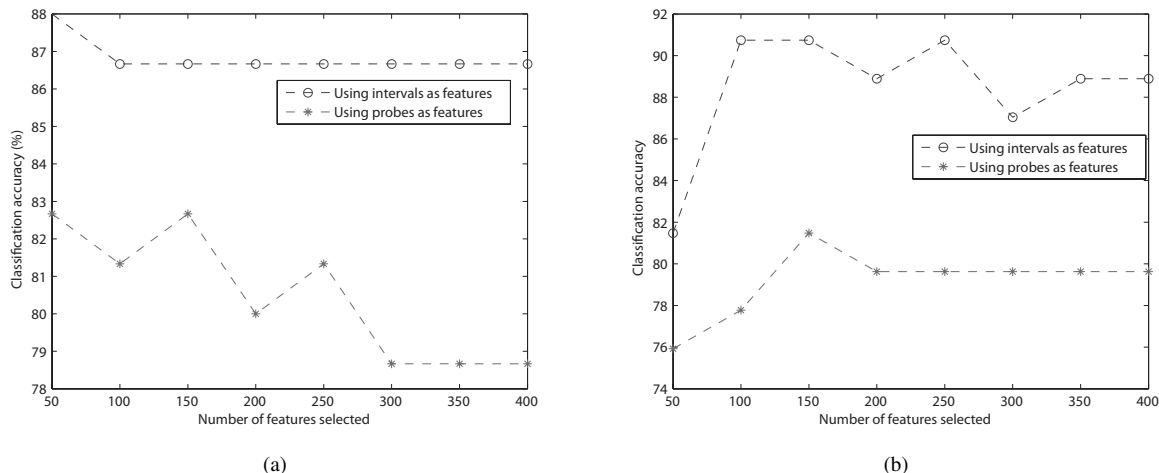 88
87
86
85
84
83
82
81
80
79
78
50 100 150 200 250 300 350 400
Classification accuracy (%)
Number of features selected
Using intervals as features
Using probes as features
(a)
92
90
88
86
84
82
80
78
76
74
50 100 150 200 250 300 350 400
Classification accuracy
Number of features selected
Using intervals as features
Using probes as features
(b)